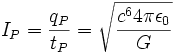 I_P = \frac{q_P}{t_P} = \sqrt{\frac{c^6 4 \pi \epsilon_0}{G}}